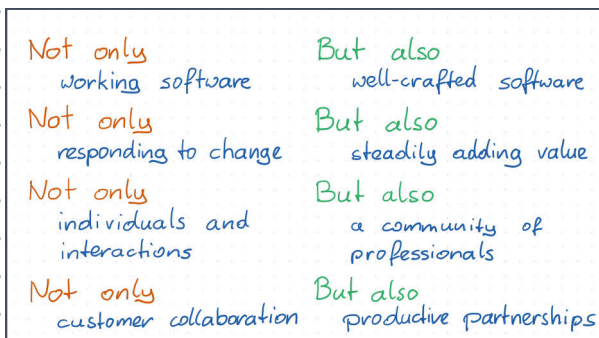 Not only
working software
But also
well-crafted software
Not only
responding to change
But also
steadily adding value
Not only
individuals and
interactions
But also
a community of
professionals
Not only
customer collaboration
But also
productive partnerships